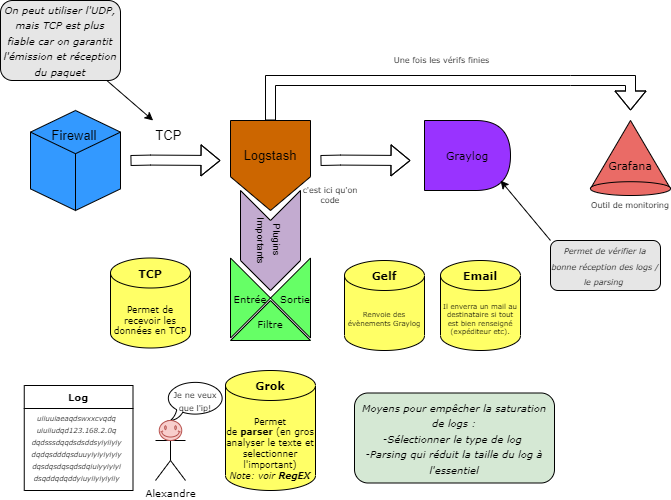 On peut utiliser l'UDP,
mais TCP est plus
fiable car on garantit
l'émission et réception
du paquet
Une fois les vérifs finies
Firewall
TCP
Logstash
Graylog
Grafana
Outil de monitoring
c'est ici qu'on
code
Plugins
Importants
Permet de vérifier la
bonne réception des logs /
le parsing
TCP
Permet de
recevoir les
données en TCP
Entrée
Sortie
Filtre
Gelf
Renvoie des
évènements Graylog
Email
Il enverra un mail au
destinataire si tout
est bien renseigné
(expéditeur etc).
Log
uiluuiaeaqdswxxcvqdq
uiuiiudqd123.168.2.0q
dqdsssdqqdsdsddsyiyiiyiy
dqdqsdddqsduuyiyiyiyiyiy
dqsdqsdqsqdsdqiuiyyiyiyi
dsqddqdqddyiuyiiyiyiyiiy
Je ne veux
que l'ip!
Alexandre
Grok
Permet
de parser (en gros
analyser le texte et
selectionner
l'important)
Note: voir RegEX
Moyens pour empêcher la saturation
de logs :
-Sélectionner le type de log
-Parsing qui réduit la taille du log à
l'essentiel